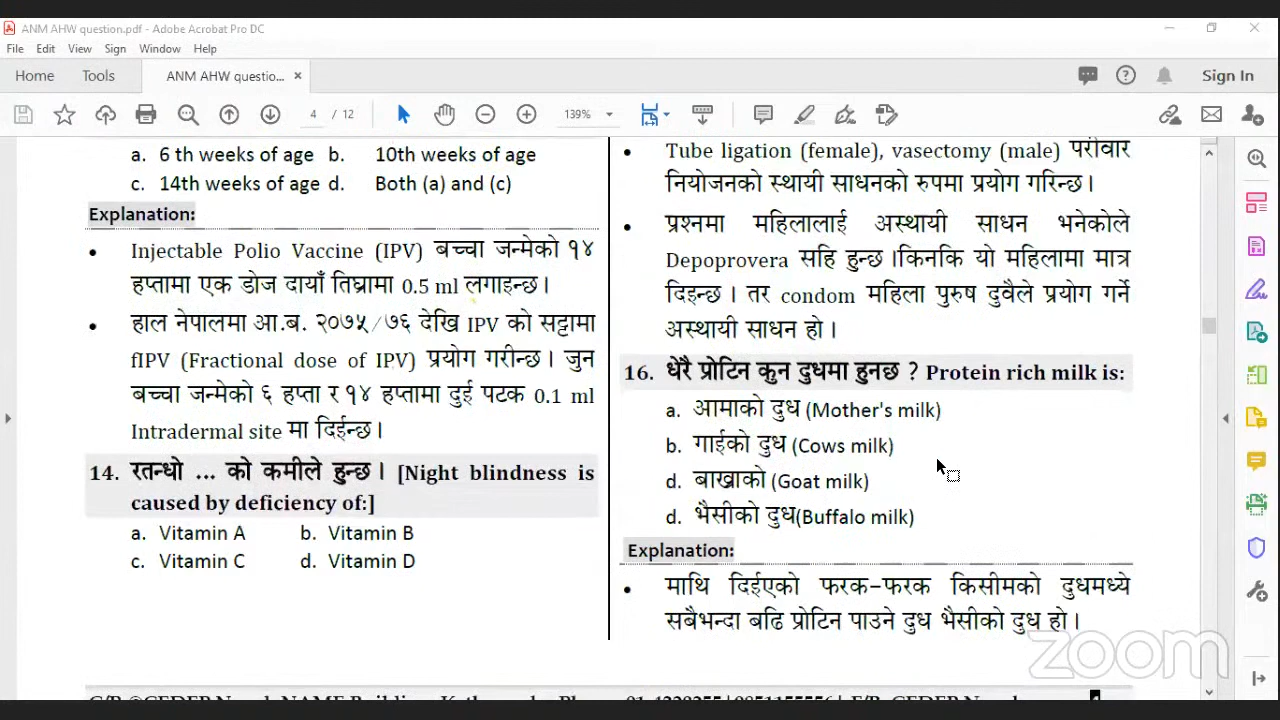 ANM AHW question.pdf - Adobe Acrobat Pro DC
File Edit View Sign Window Help
Home Tools ANM AHW questio... × Sign In
4 / 12 139%
a. 6 th weeks of age b. 10th weeks of age
c. 14th weeks of age d. Both (a) and (c)
Explanation:
• Injectable Polio Vaccine (IPV) बच्चा जन्मेको १४
हप्तामा एक डोज दायाँ तिघ्रामा 0.5 ml लगाइन्छ।
• हाल नेपालमा आ.ब. २०७५/७६ देखि IPV को सट्टामा
fIPV (Fractional dose of IPV) प्रयोग गरीन्छ। जुन
बच्चा जन्मेको ६ हप्ता र १४ हप्तामा दुई पटक 0.1 ml
Intradermal site मा दिईन्छ।
14. रतन्धो ... को कमीले हुन्छ। [Night blindness is
caused by deficiency of:]
a. Vitamin A b. Vitamin B
c. Vitamin C d. Vitamin D
• Tube ligation (female), vasectomy (male) परीवार
नियोजनको स्थायी साधनको रुपमा प्रयोग गरिन्छ।
• प्रश्नमा महिलालाई अस्थायी साधन भनेकोले
Depoprovera सहि हुन्छ।किनकि यो महिलामा मात्र
दिइन्छ। तर condom महिला पुरुष दुवैले प्रयोग गर्ने
अस्थायी साधन हो।
16. धेरै प्रोटिन कुन दुधमा हुनछ ? Protein rich milk is:
a. आमाको दुध (Mother's milk)
b. गाईको दुध (Cows milk)
d. बाख्राको (Goat milk)
d. भैसीको दुध(Buffalo milk)
Explanation:
• माथि दिईएको फरक-फरक किसीमको दुधमध्ये
सबैभन्दा बढि प्रोटिन पाउने दुध भैसीको दुध हो।
zoom